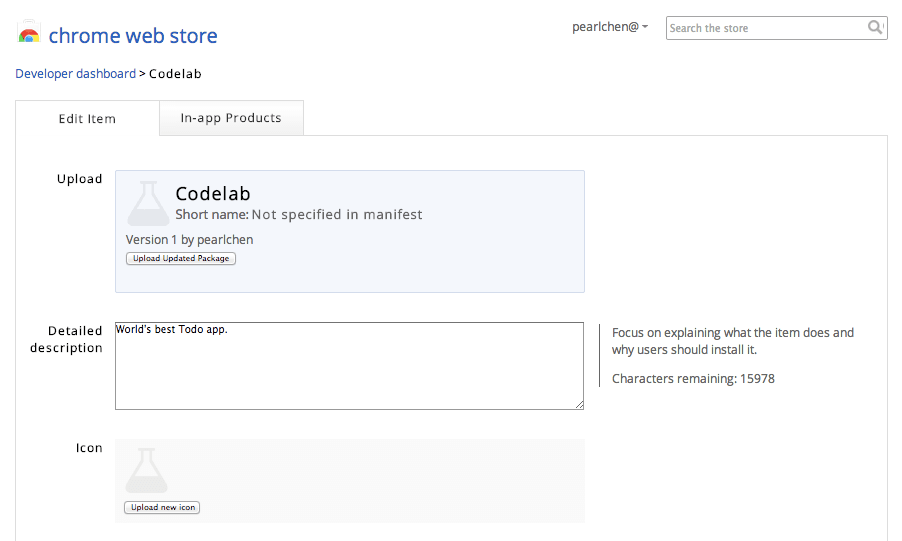 chrome web store
pearlchen@
Search the store
Developer dashboard > Codelab
Edit Item
In-app Products
Upload
Codelab
Short name: Not specified in manifest
Version 1 by pearlchen
Upload Updated Package
Detailed
description
World's best Todo app.
Focus on explaining what the item does and
why users should install it.
Characters remaining: 15978
Icon
Upload new icon